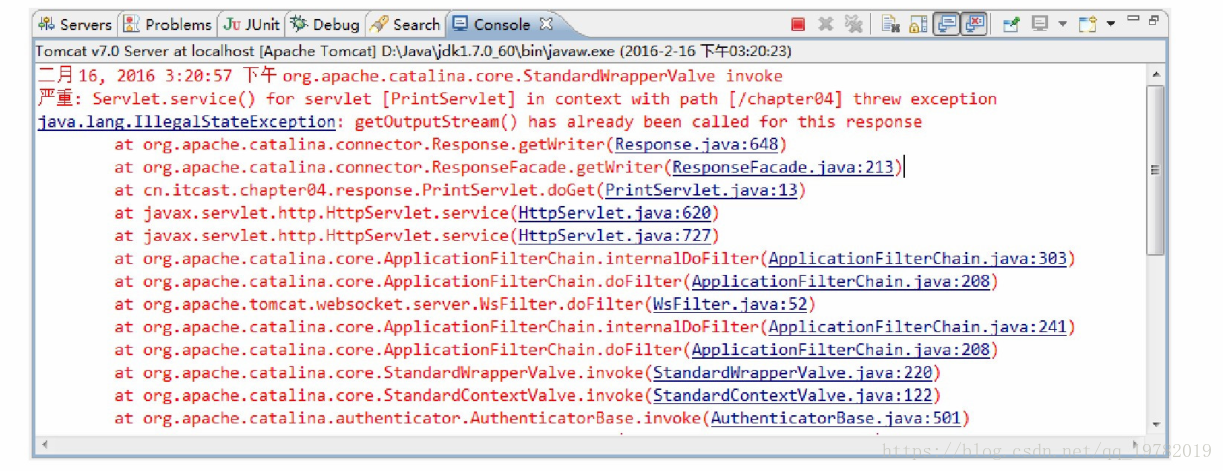 Servers Problems JUnit Debug Search Console
Tomcat v7.0 Server at localhost [Apache Tomcat] D:\Java\jdk1.7.0_60\bin\javaw.exe (2016-2-16 下午03:20:23)
二月 16, 2016 3:20:57 下午 org.apache.catalina.core.StandardWrapperValve invoke
严重: Servlet.service() for servlet [PrintServlet] in context with path [/chapter04] threw exception
java.lang.IllegalStateException: getOutputStream() has already been called for this response
at org.apache.catalina.connector.Response.getWriter(Response.java:648)
at org.apache.catalina.connector.ResponseFacade.getWriter(ResponseFacade.java:213)
at cn.itcast.chapter04.response.PrintServlet.doGet(PrintServlet.java:13)
at javax.servlet.http.HttpServlet.service(HttpServlet.java:620)
at javax.servlet.http.HttpServlet.service(HttpServlet.java:727)
at org.apache.catalina.core.ApplicationFilterChain.internalDoFilter(ApplicationFilterChain.java:303)
at org.apache.catalina.core.ApplicationFilterChain.doFilter(ApplicationFilterChain.java:208)
at org.apache.tomcat.websocket.server.WsFilter.doFilter(WsFilter.java:52)
at org.apache.catalina.core.ApplicationFilterChain.internalDoFilter(ApplicationFilterChain.java:241)
at org.apache.catalina.core.ApplicationFilterChain.doFilter(ApplicationFilterChain.java:208)
at org.apache.catalina.core.StandardWrapperValve.invoke(StandardWrapperValve.java:220)
at org.apache.catalina.core.StandardContextValve.invoke(StandardContextValve.java:122)
at org.apache.catalina.authenticator.AuthenticatorBase.invoke(AuthenticatorBase.java:501)
https://blog.csdn.net/qq_19782019